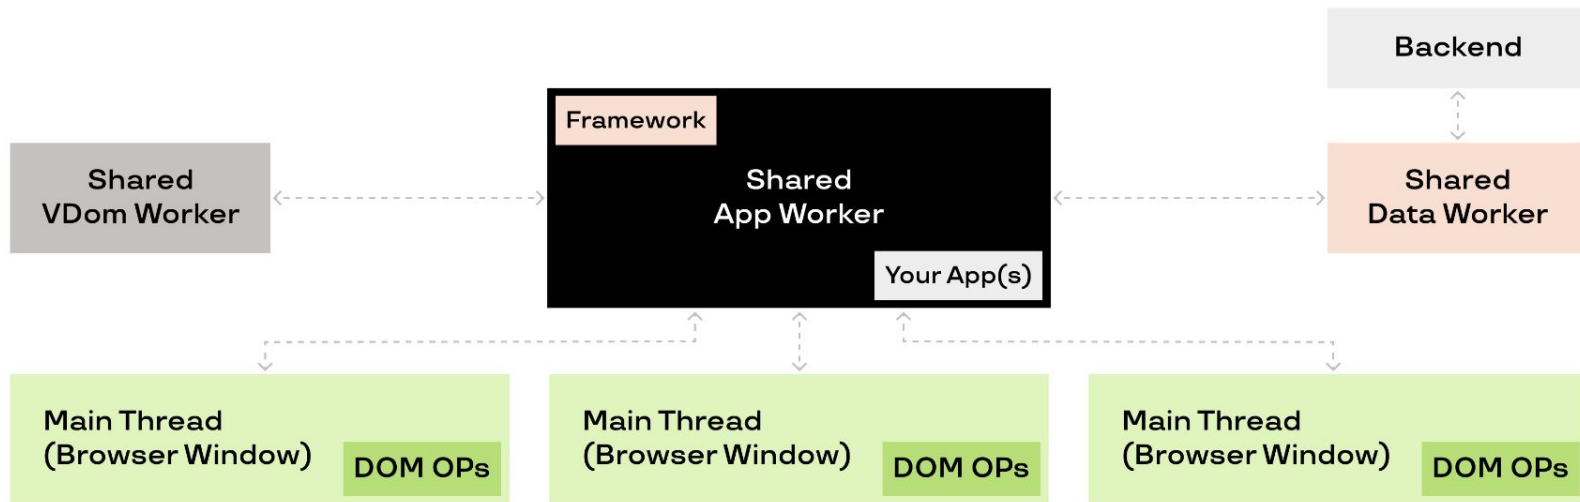 Backend
Framework
Shared
VDom Worker
Shared
App Worker
Shared
Data Worker
Your App(s)
Main Thread
(Browser Window)
DOM OPs
Main Thread
(Browser Window)
DOM OPs
Main Thread
(Browser Window)
DOM OPs